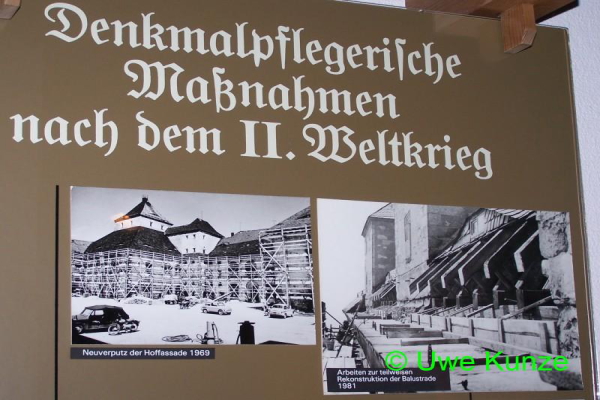 Denkmalpflegerische
Maßnahmen
nach dem II. Weltkrieg
Neuverputz der Hoffassade 1969
Arbeiten zur teilweisen
Rekonstruktion der Balustrade
1981
© Uwe Kunze